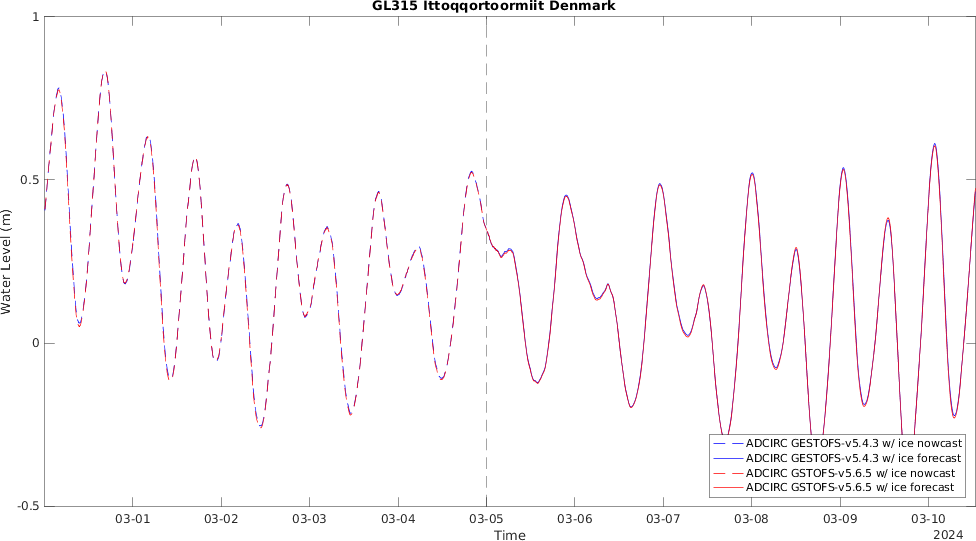 GL315 Ittoqqortoormiit Denmark
1
0.5
0
-0.5
Water Level (m)
03-01 03-02 03-03 03-04 03-05 03-06 03-07 03-08 03-09 03-10
Time
2024
ADCIRC GESTOFS-v5.4.3 w/ ice nowcast
ADCIRC GESTOFS-v5.4.3 w/ ice forecast
ADCIRC GSTOFS-v5.6.5 w/ ice nowcast
ADCIRC GSTOFS-v5.6.5 w/ ice forecast